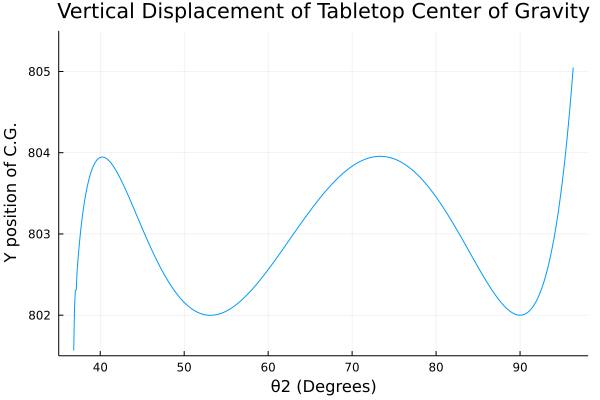 Vertical Displacement of Tabletop Center of Gravity
Y position of C.G.
805
804
803
802
40 50 60 70 80 90
θ2 (Degrees)